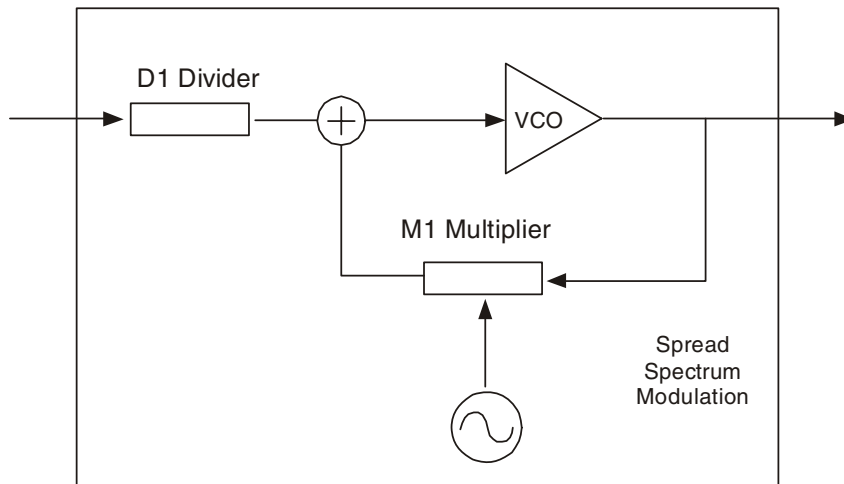 D1 Divider
VCO
M1 Multiplier
Spread
Spectrum
Modulation